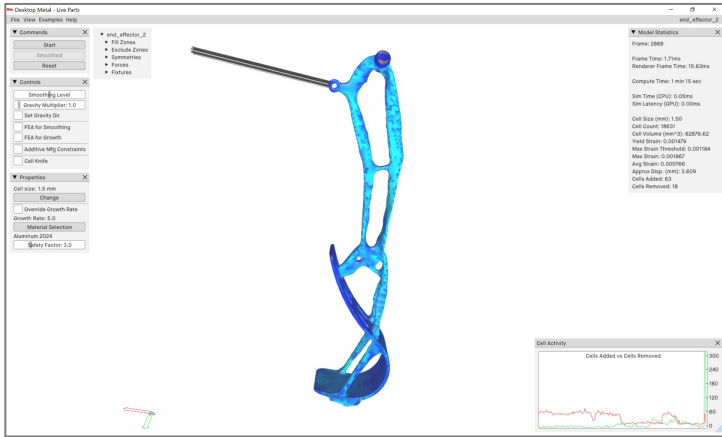 Desktop Metal - Live Parts
File View Examples Help
end_effector_2
Commands
Start
Smoothed
Reset
Controls
Smoothing Level
Gravity Multiplier: 1.0
Set Gravity Dir
FEA for Smoothing
FEA for Growth
Additive Mfg Constraints
Cell Knife
Properties
Cell size: 1.5 mm
Change
Override Growth Rate
Growth Rate: 5.0
Material Selection
Aluminum 2024
Safety Factor: 3.0
end_effector_2
Fill Zones
Exclude Zones
Symmetries
Forces
Fixtures
Model Statistics
Frame: 2868
Frame Time: 1.71ms
Renderer Frame Time: 15.63ms
Compute Time: 1 min 15 sec
Sim Time (CPU): 0.05ms
Sim Latency (GPU): 0.00ms
Cell Size (mm): 1.50
Cell Count: 18631
Cell Volume (mm^3): 62879.62
Yield Strain: 0.001479
Max Strain Threshold: 0.001184
Max Strain: 0.001867
Avg Strain: 0.000766
Approx Disp. (mm): 3.609
Cells Added: 63
Cells Removed: 18
Cell Activity
Cells Added vs Cells Removed
300
240
180
120
60
0